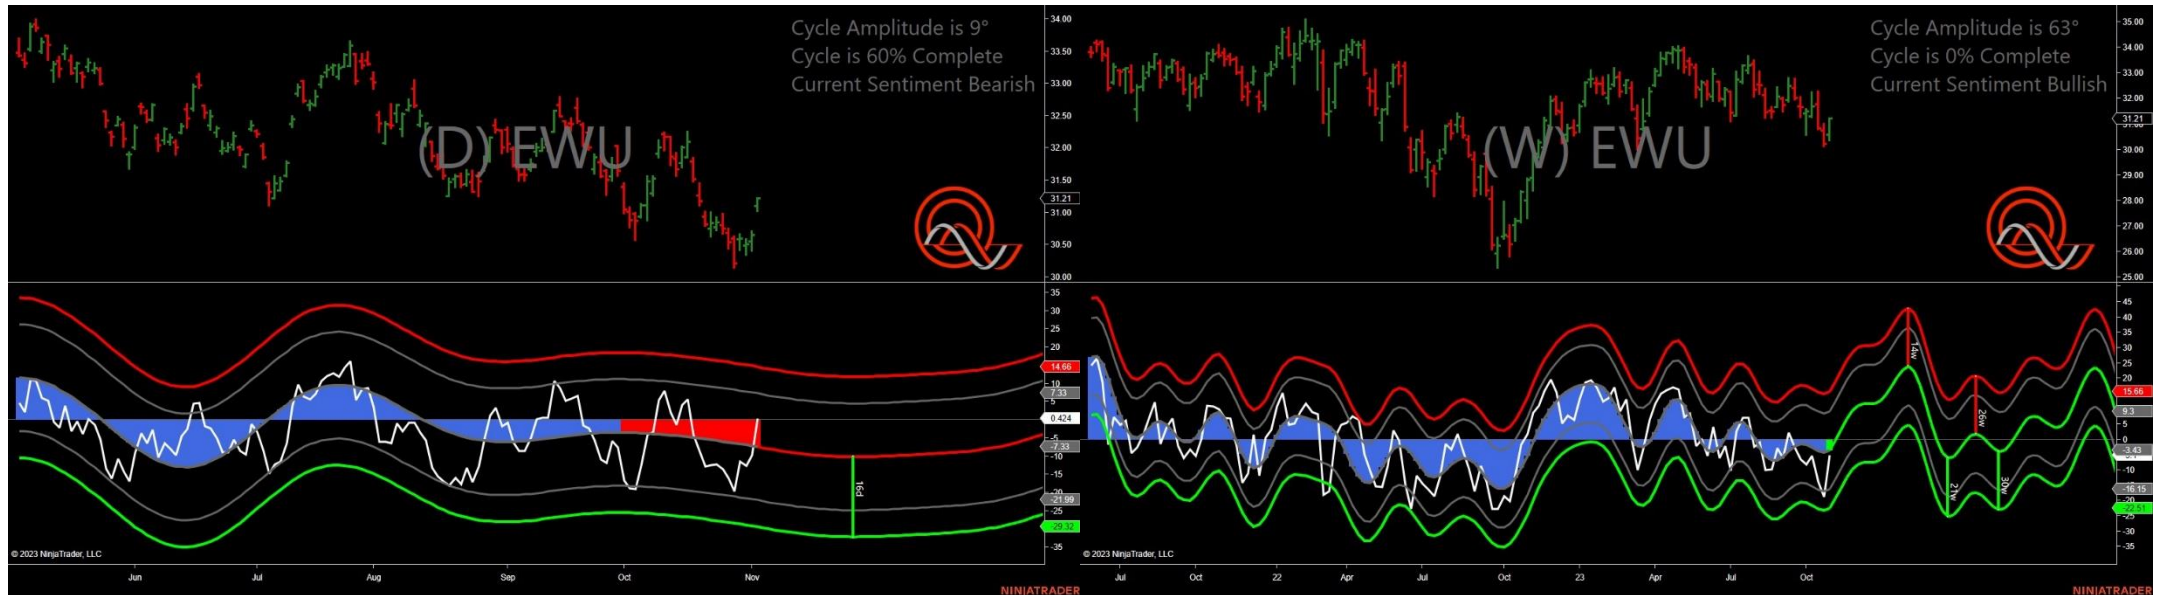 Cycle Amplitude is 9°
Cycle is 60% Complete
Current Sentiment Bearish
(D) EWU
34.00
33.50
33.00
32.50
32.00
31.50
31.21
31.00
30.50
30.00
35
30
25
20
14.66
10
7.33
5
0.424
-5
-7.33
-10
-15
-21.99
-25
-29.32
-35
16d
© 2023 NinjaTrader, LLC
Jun
Jul
Aug
Sep
Oct
Nov
NINJATRADER
Cycle Amplitude is 63°
Cycle is 0% Complete
Current Sentiment Bullish
(W) EWU
35.00
34.00
33.00
32.00
31.21
30.00
29.00
28.00
27.00
26.00
25.00
45
40
35
30
25
20
15.66
9.3
5
0
-3.43
-10
-16.15
-22.51
-25
-30
-35
14w
26w
21w
30w
© 2023 NinjaTrader, LLC
Jul
Oct
22
Apr
Jul
Oct
23
Apr
Jul
Oct
NINJATRADER